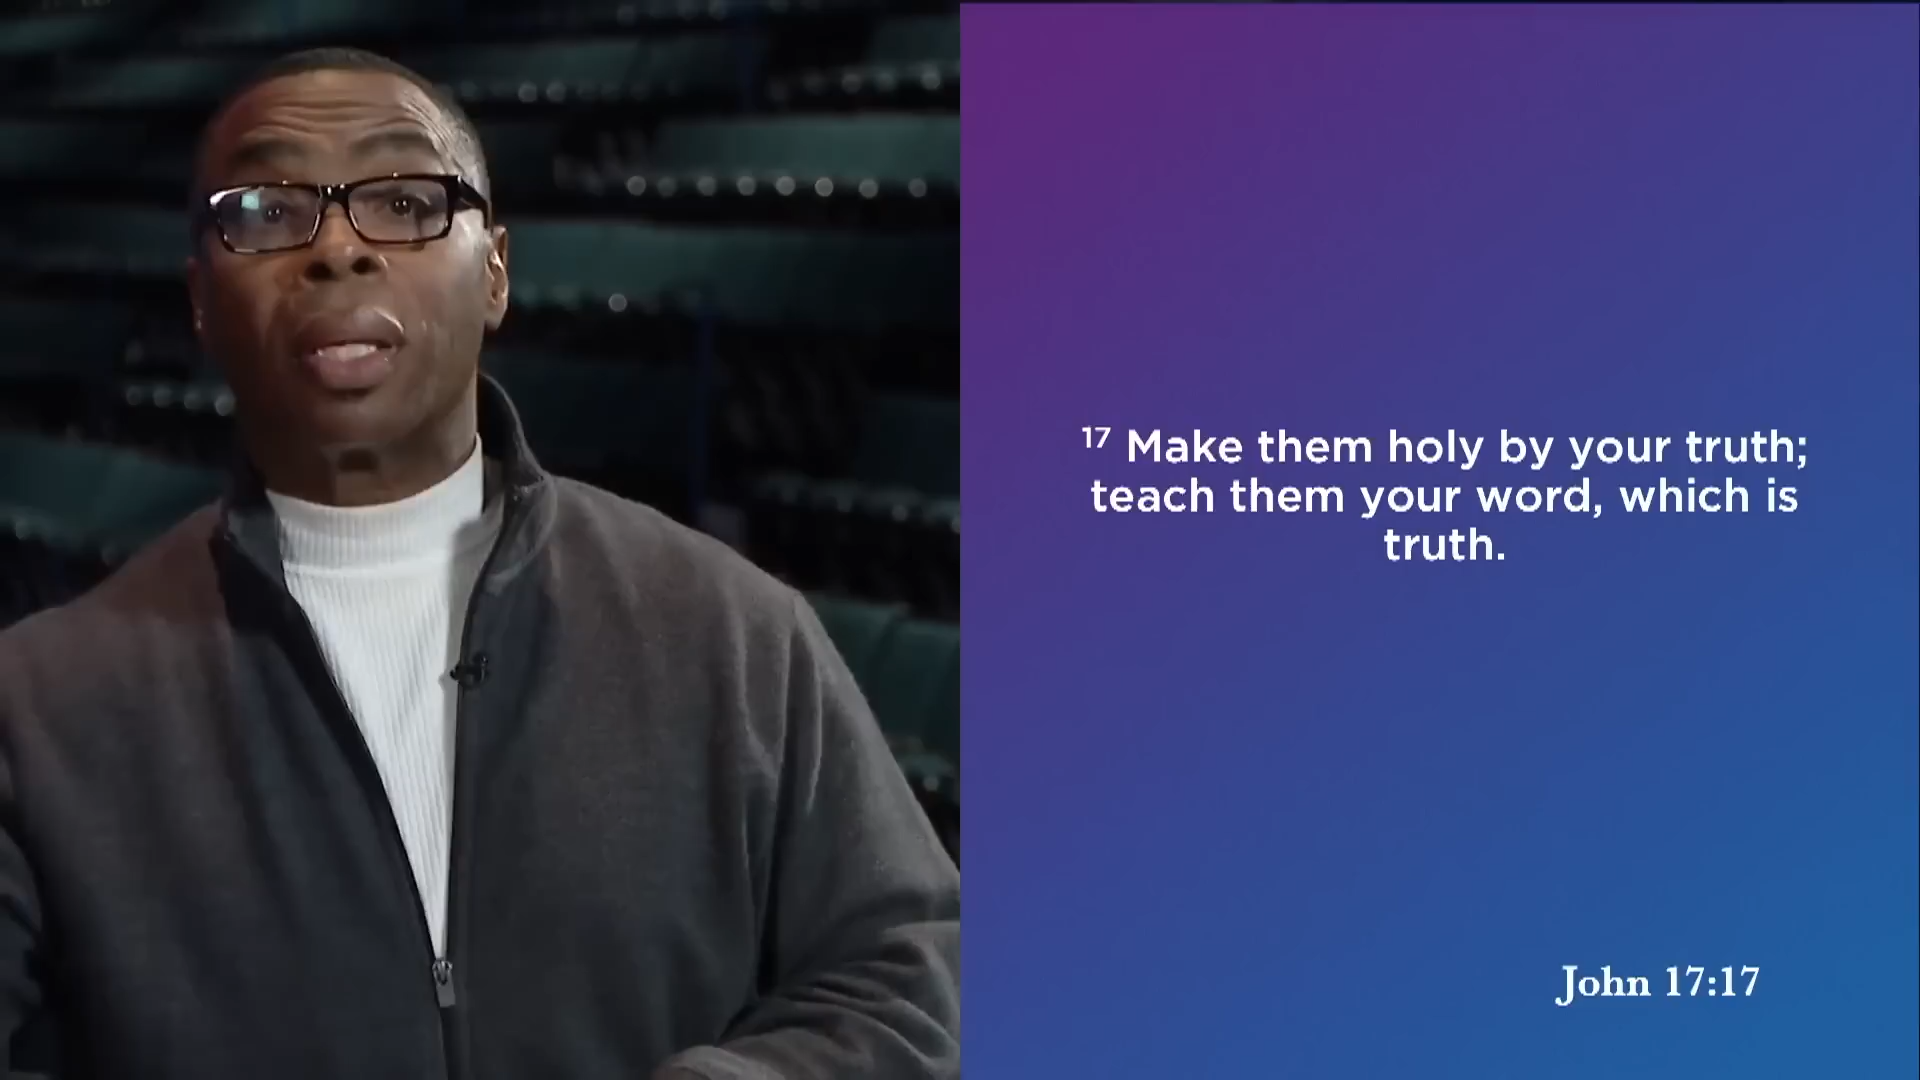 17 Make them holy by your truth;
teach them your word, which is
truth.
John 17:17